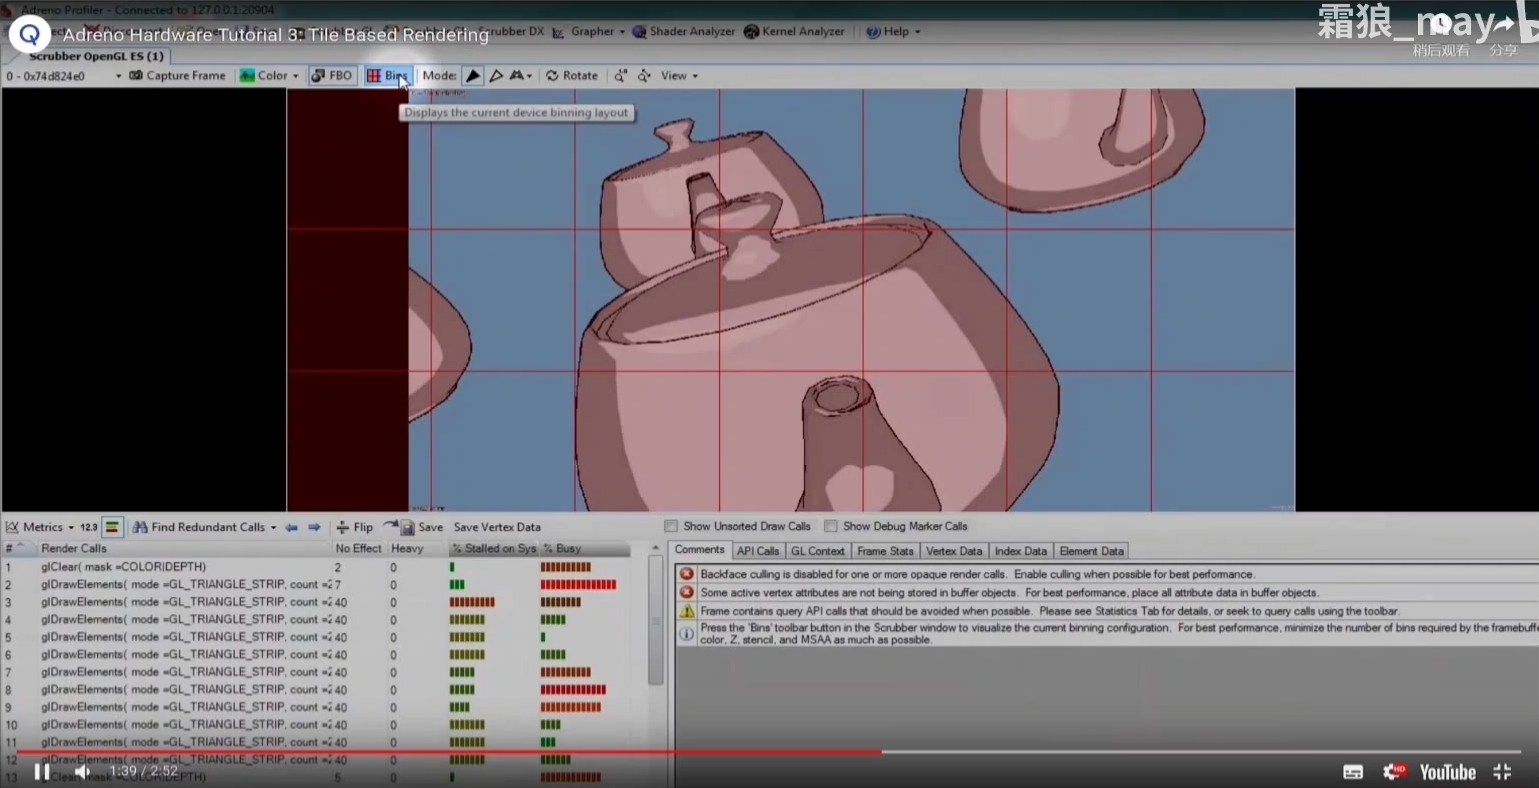 Adreno Profiler - Connected to 127.0.0.1:20904
霜狼_may
Adreno Hardware Tutorial 3: Tile Based Rendering
Scrubber DX Grapher Shader Analyzer Kernel Analyzer Help
稍后观看 分享
Scrubber OpenGL ES (1)
0 - 0x74d824e0 Capture Frame Color FBO Bins Mode: Rotate View
Displays the current device binning layout
Metrics 12.3 Find Redundant Calls Flip Save Save Vertex Data Show Unsorted Draw Calls Show Debug Marker Calls
# Render Calls No Effect Heavy % Stalled on Sys % Busy
1 glClear( mask =COLOR|DEPTH) 2 0
2 glDrawElements( mode =GL_TRIANGLE_STRIP, count =2 7 0
3 glDrawElements( mode =GL_TRIANGLE_STRIP, count =2 40 0
4 glDrawElements( mode =GL_TRIANGLE_STRIP, count =2 40 0
5 glDrawElements( mode =GL_TRIANGLE_STRIP, count =2 40 0
6 glDrawElements( mode =GL_TRIANGLE_STRIP, count =2 40 0
7 glDrawElements( mode =GL_TRIANGLE_STRIP, count =2 40 0
8 glDrawElements( mode =GL_TRIANGLE_STRIP, count =2 40 0
9 glDrawElements( mode =GL_TRIANGLE_STRIP, count =2 40 0
10 glDrawElements( mode =GL_TRIANGLE_STRIP, count =2 40 0
11 glDrawElements( mode =GL_TRIANGLE_STRIP, count =2 40 0
12 glDrawElements( mode =GL_TRIANGLE_STRIP, count =2 40 0
13 glClear( mask =COLOR|DEPTH) 5 0
Comments API Calls GL Context Frame Stats Vertex Data Index Data Element Data
Backface culling is disabled for one or more opaque render calls. Enable culling when possible for best performance.
Some active vertex attributes are not being stored in buffer objects. For best performance, place all attribute data in buffer objects.
Frame contains query API calls that should be avoided when possible. Please see Statistics Tab for details, or seek to query calls using the toolbar.
Press the 'Bins' toolbar button in the Scrubber window to visualize the current binning configuration. For best performance, minimize the number of bins required by the framebuffe
color, Z, stencil, and MSAA as much as possible.
1:39 / 2:52
HD
YouTube